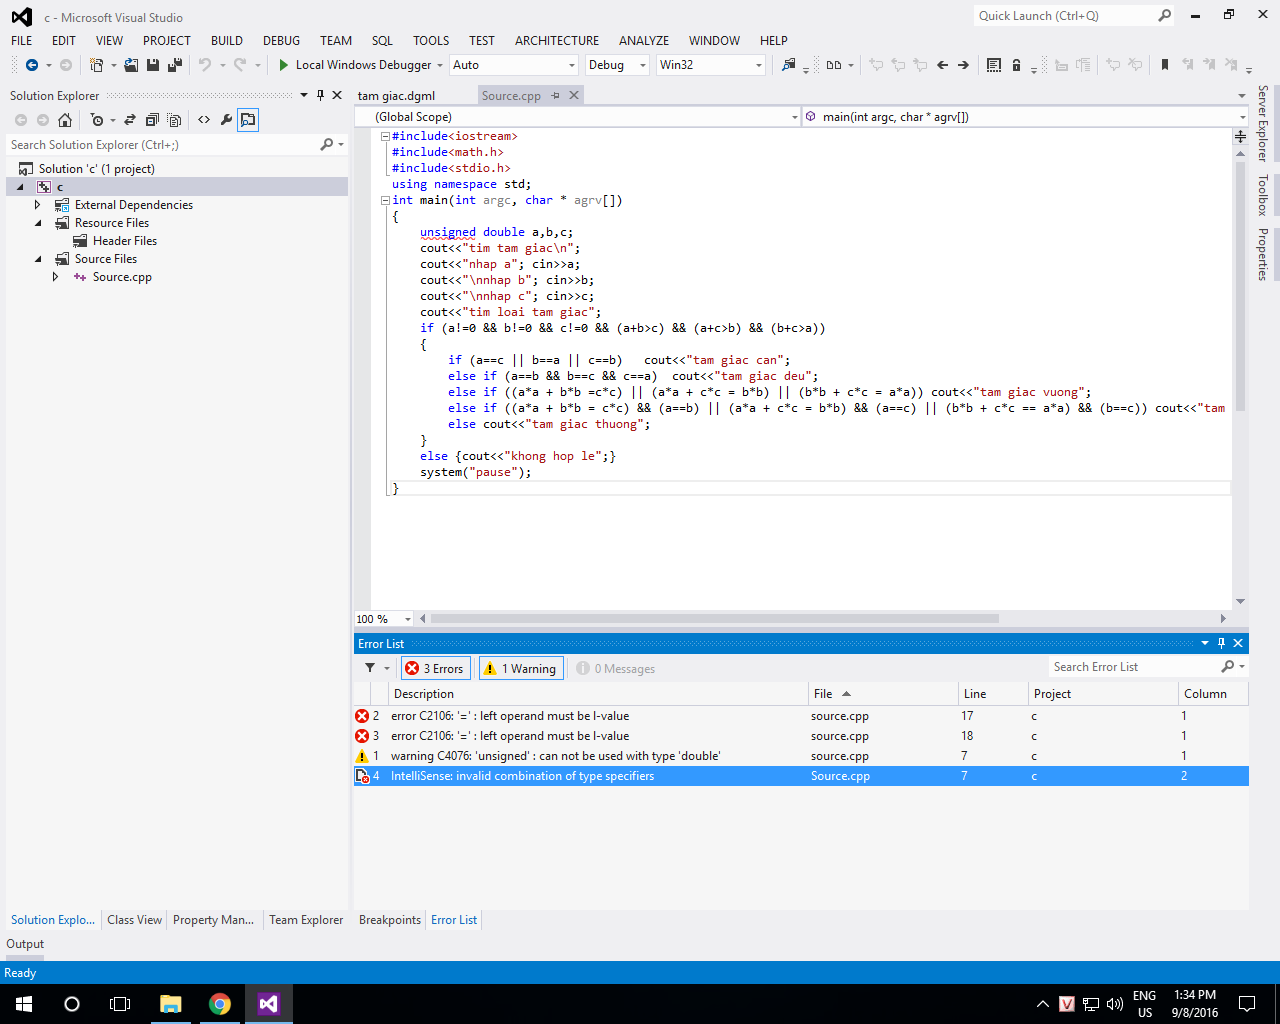 c - Microsoft Visual Studio
Quick Launch (Ctrl+Q)
FILE EDIT VIEW PROJECT BUILD DEBUG TEAM SQL TOOLS TEST ARCHITECTURE ANALYZE WINDOW HELP
Local Windows Debugger Auto Debug Win32
Solution Explorer
Search Solution Explorer (Ctrl+;)
Solution 'c' (1 project)
c
External Dependencies
Resource Files
Header Files
Source Files
Source.cpp
tam giac.dgml Source.cpp
(Global Scope) main(int argc, char * agrv[])
#include<iostream>
#include<math.h>
#include<stdio.h>
using namespace std;
int main(int argc, char * agrv[])
{
unsigned double a,b,c;
cout<<"tim tam giac\n";
cout<<"nhap a"; cin>>a;
cout<<"\nnhap b"; cin>>b;
cout<<"\nnhap c"; cin>>c;
cout<<"tim loai tam giac";
if (a!=0 && b!=0 && c!=0 && (a+b>c) && (a+c>b) && (b+c>a))
{
if (a==c || b==a || c==b) cout<<"tam giac can";
else if (a==b && b==c && c==a) cout<<"tam giac deu";
else if ((a*a + b*b =c*c) || (a*a + c*c = b*b) || (b*b + c*c = a*a)) cout<<"tam giac vuong";
else if ((a*a + b*b = c*c) && (a==b) || (a*a + c*c = b*b) && (a==c) || (b*b + c*c == a*a) && (b==c)) cout<<"tam
else cout<<"tam giac thuong";
}
else {cout<<"khong hop le";}
system("pause");
}
100 %
Server Explorer
Toolbox
Properties
Error List
3 Errors 1 Warning 0 Messages
Search Error List
Description File Line Project Column
2 error C2106: '=' : left operand must be l-value source.cpp 17 c 1
3 error C2106: '=' : left operand must be l-value source.cpp 18 c 1
1 warning C4076: 'unsigned' : can not be used with type 'double' source.cpp 7 c 1
4 IntelliSense: invalid combination of type specifiers Source.cpp 7 c 2
Solution Explo... Class View Property Man... Team Explorer
Breakpoints Error List
Output
Ready
V
ENG
US
1:34 PM
9/8/2016